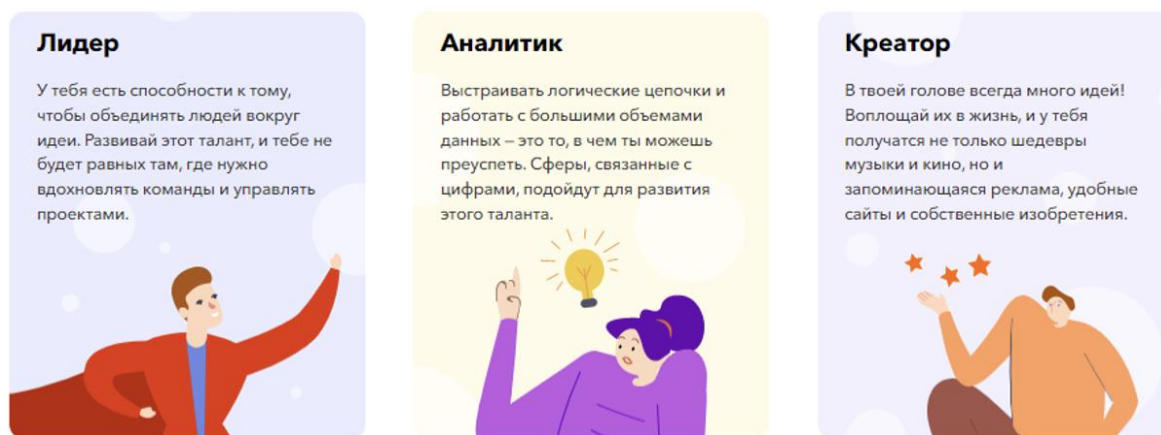 Лидер
У тебя есть способности к тому,
чтобы объединять людей вокруг
идеи. Развивай этот талант, и тебе не
будет равных там, где нужно
вдохновлять команды и управлять
проектами.
Аналитик
Выстраивать логические цепочки и
работать с большими объемами
данных – это то, в чем ты можешь
преуспеть. Сферы, связанные с
цифрами, подойдут для развития
этого таланта.
Креатор
В твоей голове всегда много идей!
Воплощай их в жизнь, и у тебя
получатся не только шедевры
музыки и кино, но и
запоминающаяся реклама, удобные
сайты и собственные изобретения.